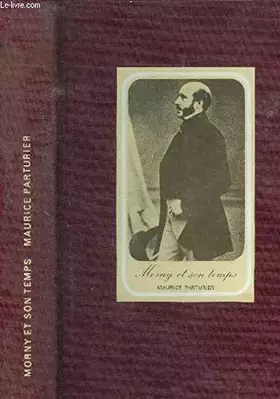 Le-livre.com
MORNY ET SON TEMPS MAURICE PARTURIER
Morny et son temps
MAURICE PARTURIER